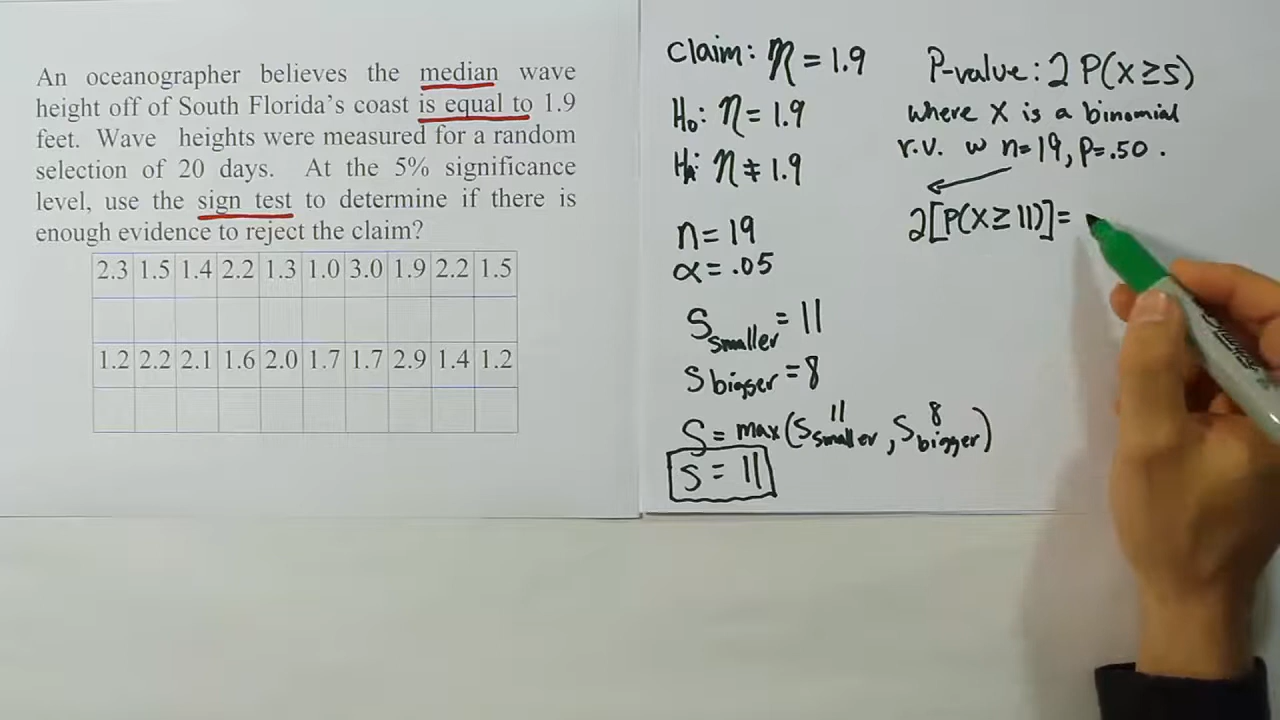 An oceanographer believes the median wave
height off of South Florida's coast is equal to 1.9
feet. Wave heights were measured for a random
selection of 20 days. At the 5% significance
level, use the sign test to determine if there is
enough evidence to reject the claim?
2.3 1.5 1.4 2.2 1.3 1.0 3.0 1.9 2.2 1.5
1.2 2.2 2.1 1.6 2.0 1.7 1.7 2.9 1.4 1.2
Claim: η = 1.9
H₀: η = 1.9
Hₐ: η ≠ 1.9
n = 19
α = .05
S smaller = 11
S bigger = 8
11 8
S = max(S smaller, S bigger)
S = 11
P-value: 2 P(X ≥ S)
where X is a binomial
r.v. w n=19, P=.50.
2[P(X ≥ 11)] =